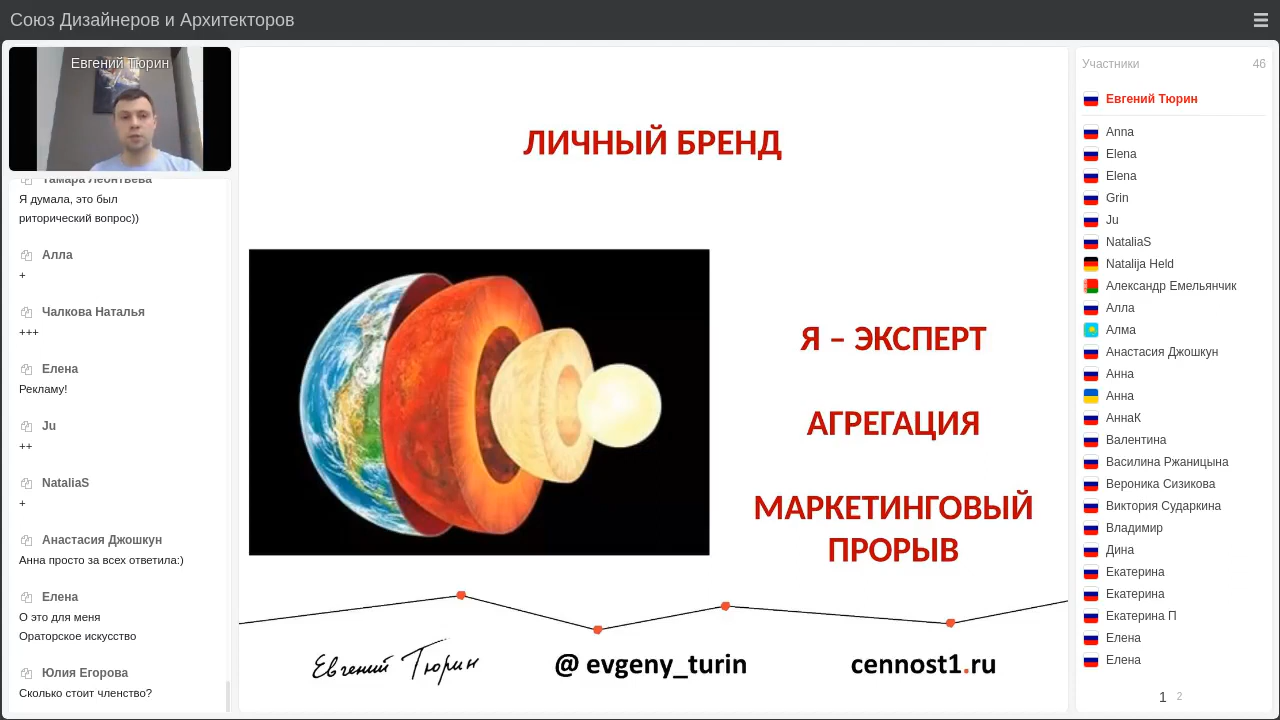 Союз Дизайнеров и Архитекторов
Евгений Тюрин
Тамара Леонтьева
Я думала, это был
риторический вопрос))
Алла
+
Чалкова Наталья
+++
Елена
Рекламу!
Ju
++
NataliaS
+
Анастасия Джошкун
Анна просто за всех ответила:)
Елена
О это для меня
Ораторское искусство
Юлия Егорова
Сколько стоит членство?
ЛИЧНЫЙ БРЕНД
Я – ЭКСПЕРТ
АГРЕГАЦИЯ
МАРКЕТИНГОВЫЙ
ПРОРЫВ
Евгений Тюрин
@ evgeny_turin
cennost1.ru
Участники 46
Евгений Тюрин
Anna
Elena
Elena
Grin
Ju
NataliaS
Natalija Held
Александр Емельянчик
Алла
Алма
Анастасия Джошкун
Анна
Анна
АннаК
Валентина
Василина Ржаницына
Вероника Сизикова
Виктория Сударкина
Владимир
Дина
Екатерина
Екатерина
Екатерина П
Елена
Елена
1 2